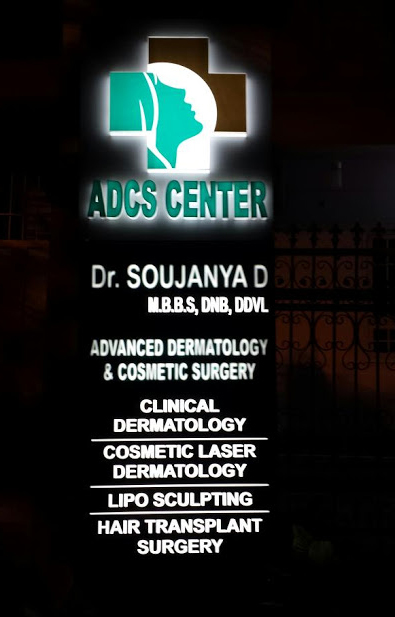 ADCS CENTER
Dr. SOUJANYA D
M.B.B.S, DNB, DDVL
ADVANCED DERMATOLOGY
& COSMETIC SURGERY
CLINICAL
DERMATOLOGY
COSMETIC LASER
DERMATOLOGY
LIPO SCULPTING
HAIR TRANSPLANT
SURGERY